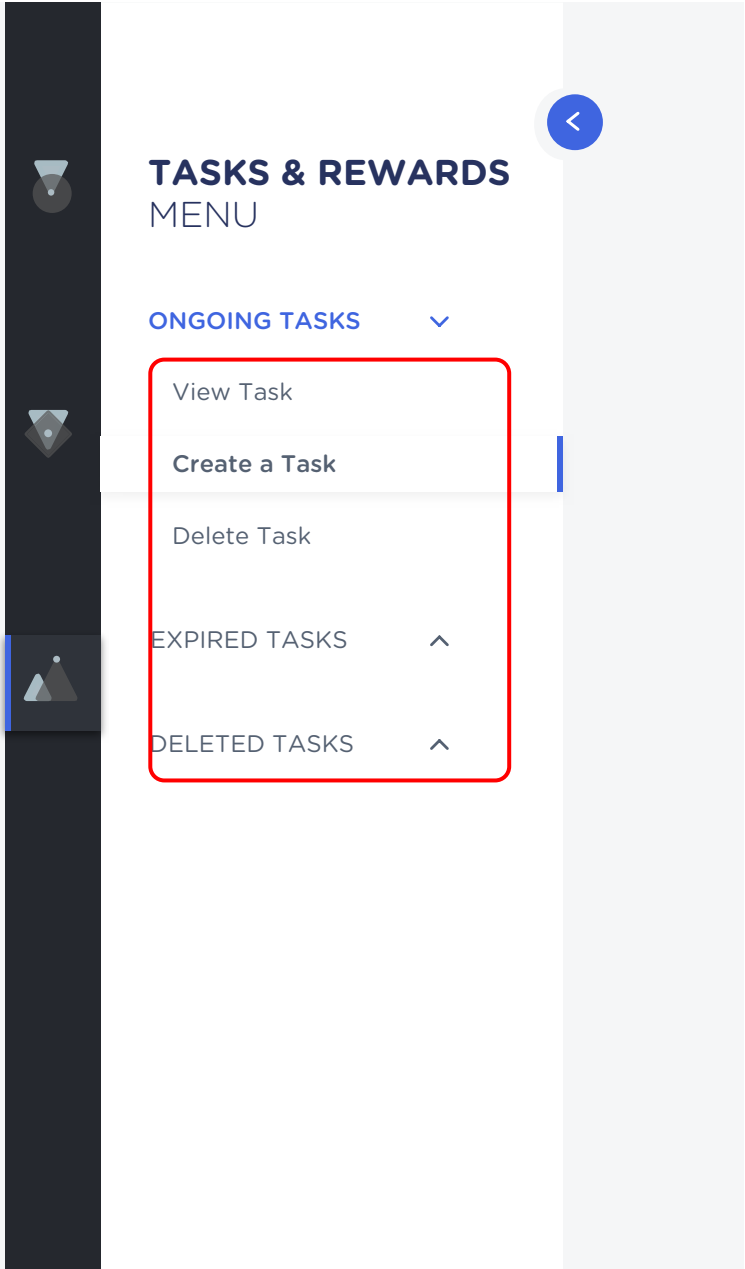 TASKS & REWARDS
MENU
ONGOING TASKS
View Task
Create a Task
Delete Task
EXPIRED TASKS
DELETED TASKS